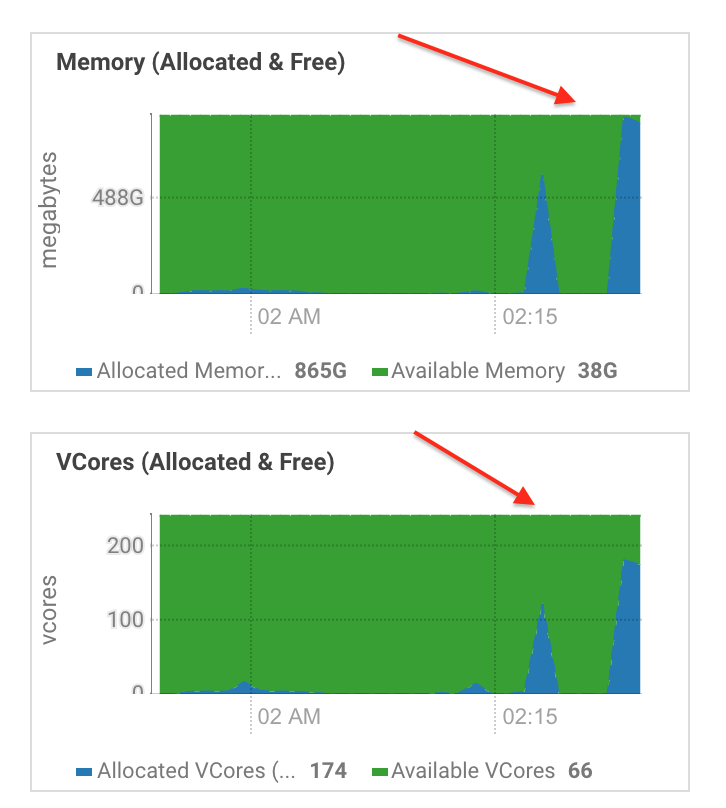 Memory (Allocated & Free)
megabytes
488G
0
02 AM 02:15
Allocated Memor... 865G Available Memory 38G
VCores (Allocated & Free)
vcores
200
100
0
02 AM 02:15
Allocated VCores (... 174 Available VCores 66